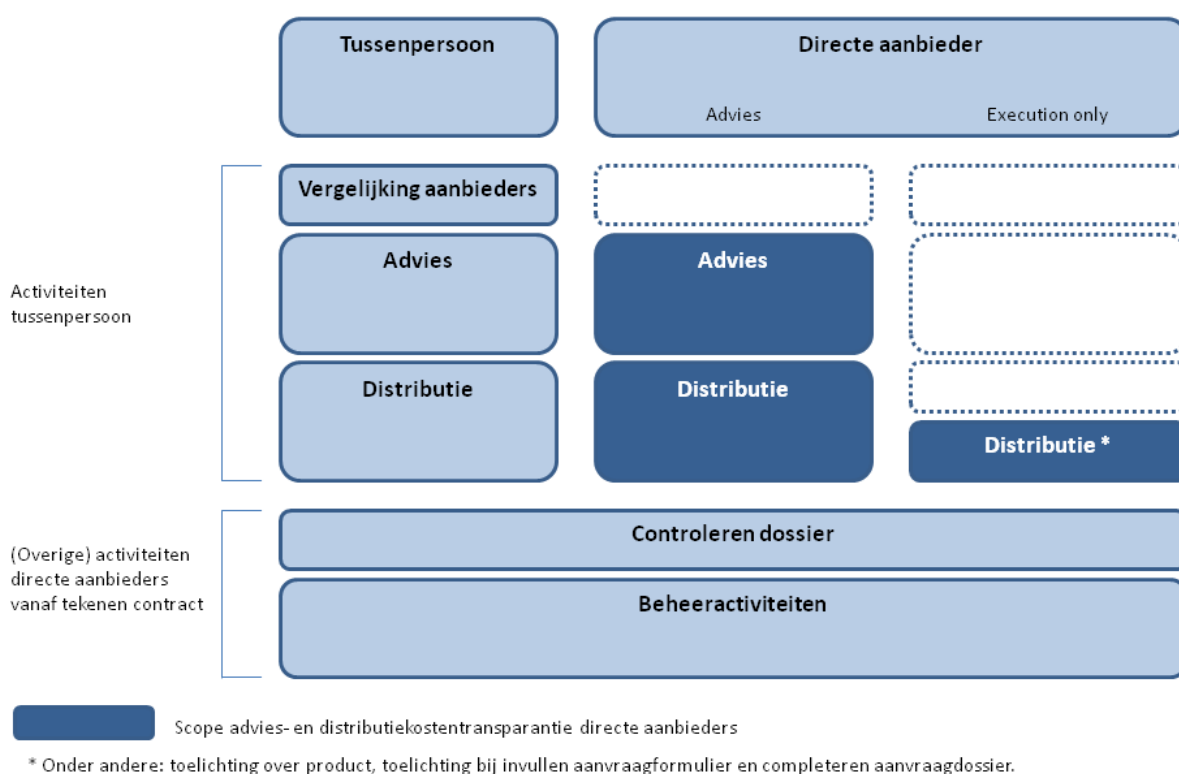 Tussenpersoon
Directe aanbieder
Advies
Execution only
Vergelijking aanbieders
Activiteiten
tussenpersoon
Advies
Advies
Distributie
Distributie
Distributie *
(Overige) activiteiten
directe aanbieders
vanaf tekenen contract
Controleren dossier
Beheeractiviteiten
Scope advies- en distributiekostentransparantie directe aanbieders
* Onder andere: toelichting over product, toelichting bij invullen aanvraagformulier en completeren aanvraagdossier.